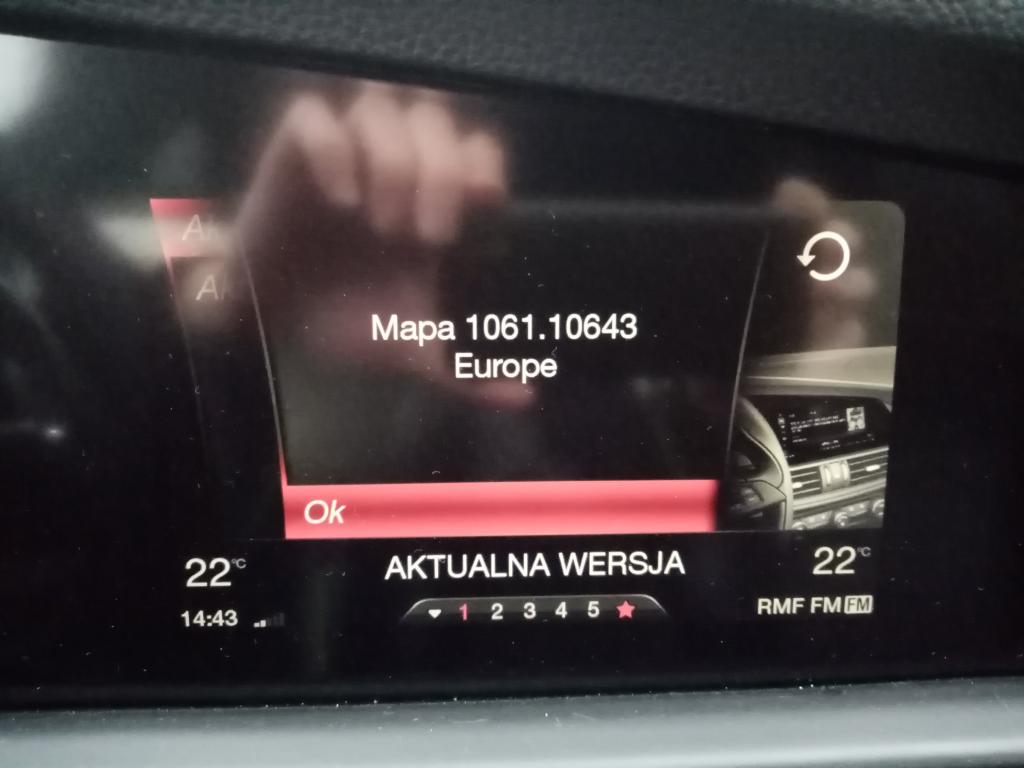 Mapa 1061.10643
Europe
Ok
22°C
AKTUALNA WERSJA
22°C
14:43
1 2 3 4 5
RMF FM FM